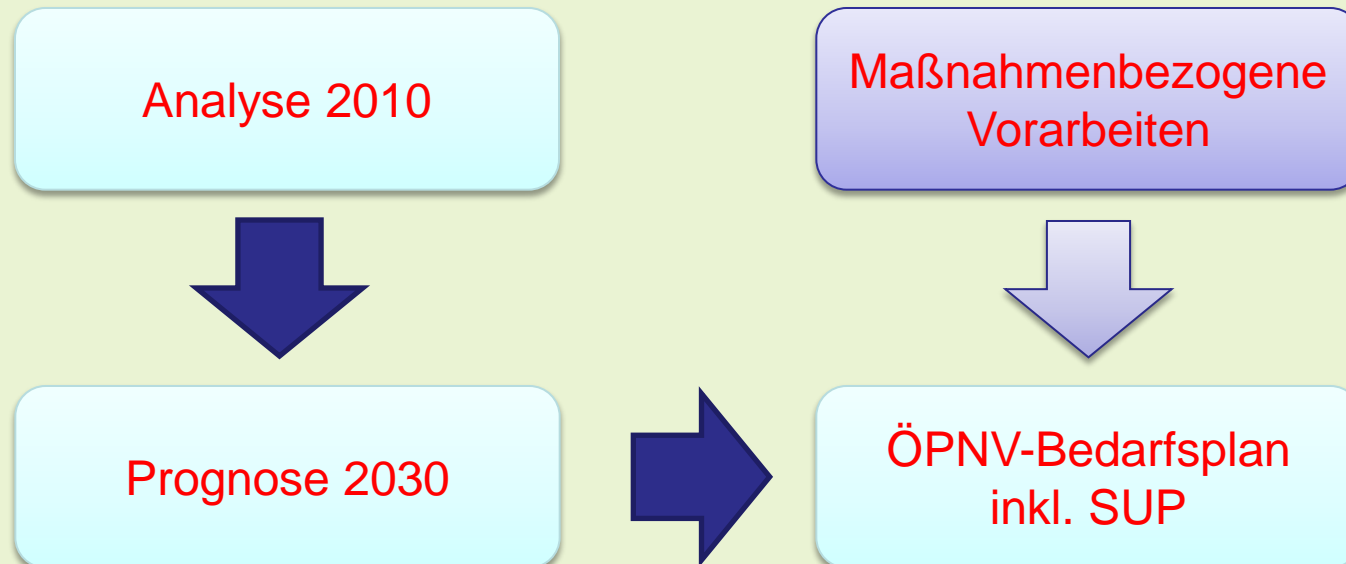 Analyse 2010
Maßnahmenbezogene
Vorarbeiten
Prognose 2030
ÖPNV-Bedarfsplan
inkl. SUP